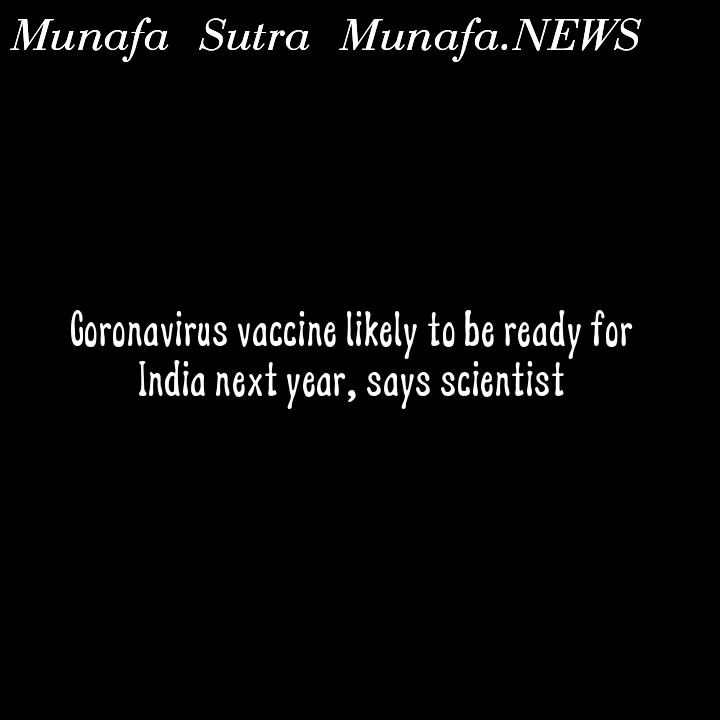 Munafa Sutra Munafa.NEWS
Coronavirus vaccine likely to be ready for
India next year, says scientist